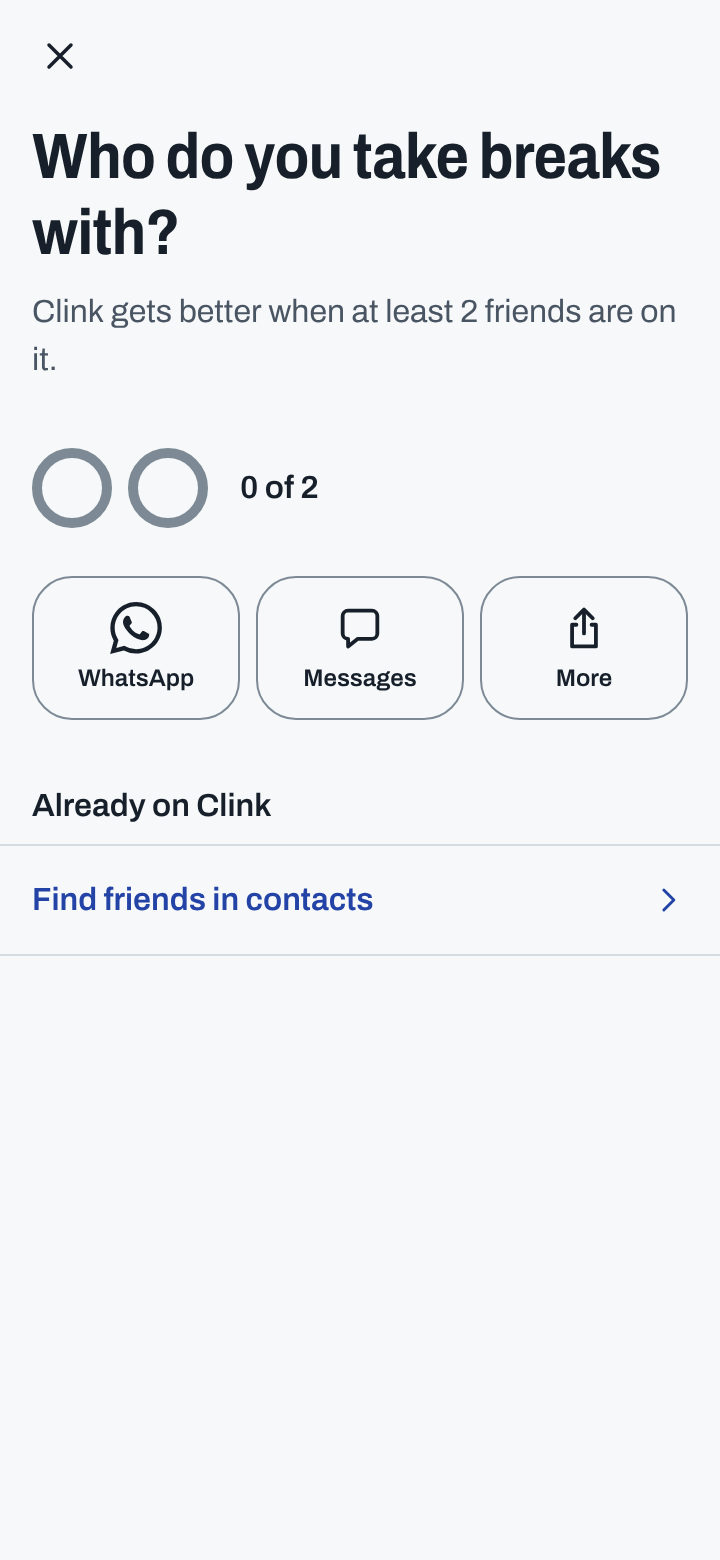 Who do you take breaks
with?
Clink gets better when at least 2 friends are on
it.
0 of 2
WhatsApp
Messages
More
Already on Clink
Find friends in contacts